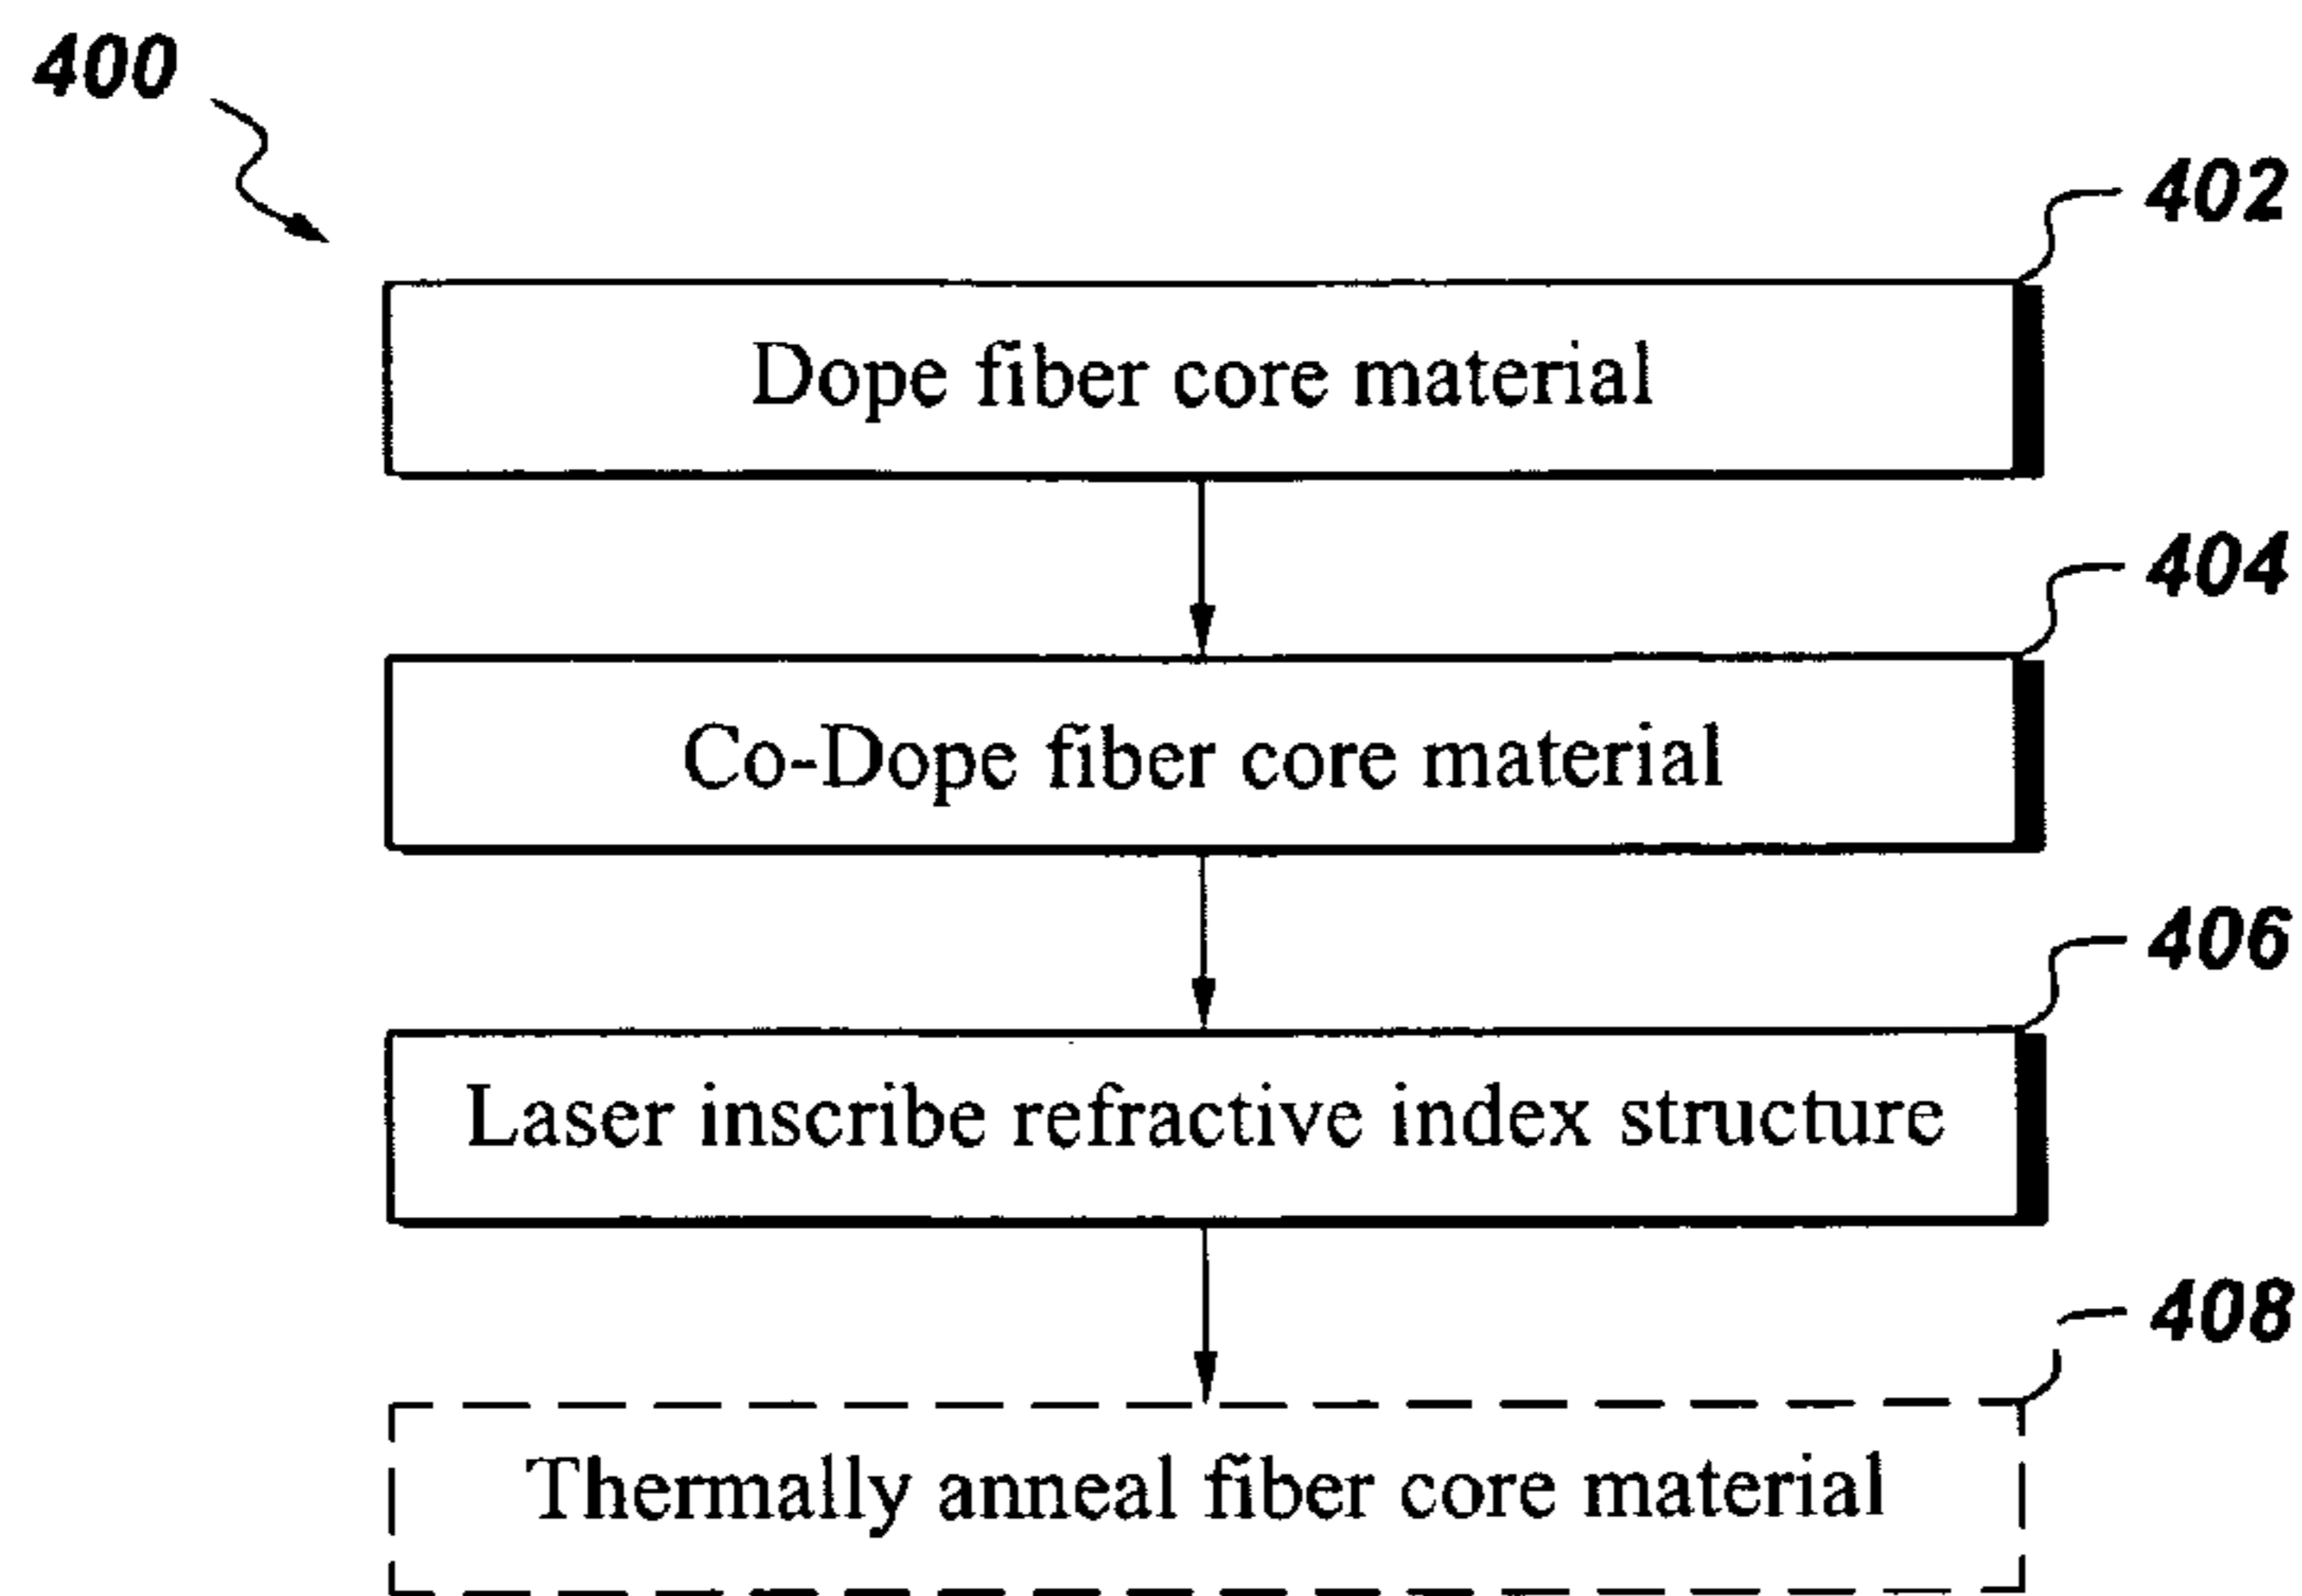 400
402
Dope fiber core material
404
Co-Dope fiber core material
406
Laser inscribe refractive index structure
408
Thermally anneal fiber core material